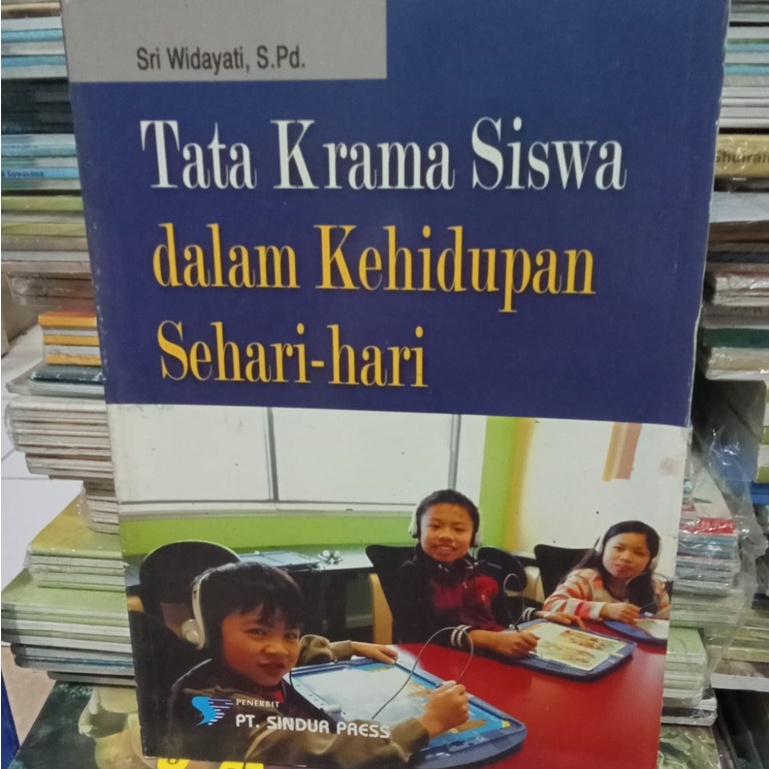 Sri Widayati, S.Pd.
Tata Krama Siswa
dalam Kehidupan
Sehari-hari
PENERBIT
PT. SINDUR PRESS